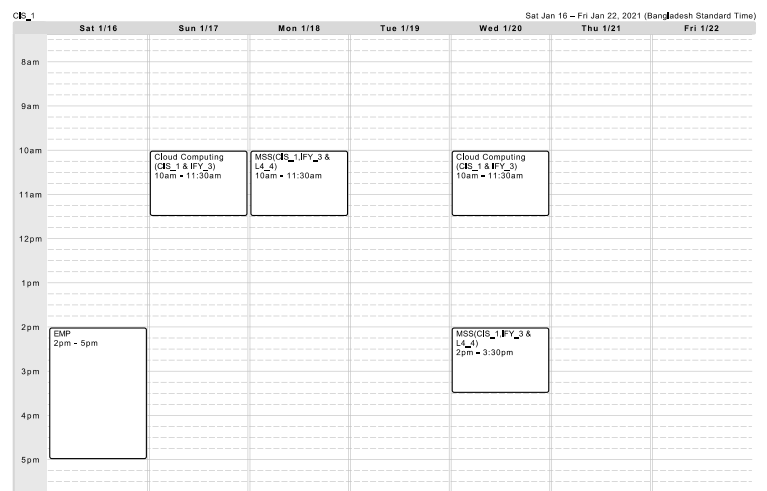 CIS_1
Sat Jan 16 – Fri Jan 22, 2021 (Bangladesh Standard Time)
Sat 1/16 Sun 1/17 Mon 1/18 Tue 1/19 Wed 1/20 Thu 1/21 Fri 1/22
8am
9am
10am
Cloud Computing
(CIS_1 & IFY_3)
10am – 11:30am
MSS(CIS_1,IFY_3 &
L4_4)
10am – 11:30am
Cloud Computing
(CIS_1 & IFY_3)
10am – 11:30am
11am
12pm
1pm
2pm
EMP
2pm – 5pm
MSS(CIS_1,IFY_3 &
L4_4)
2pm – 3:30pm
3pm
4pm
5pm